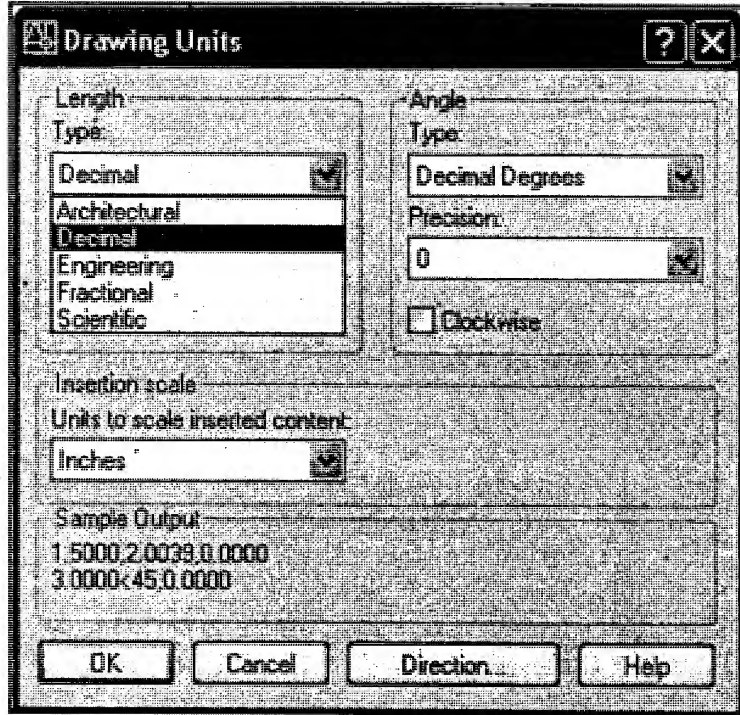 Drawing Units
Length
Type:
Decimal
Architectural
Decimal
Engineering
Fractional
Scientific
Angle
Type:
Decimal Degrees
Precision:
0
Clockwise
Insertion scale
Units to scale inserted content:
Inches
Sample Output
1.5000,2.0039,0.0000
3.0000<45,0.0000
OK
Cancel
Direction...
Help